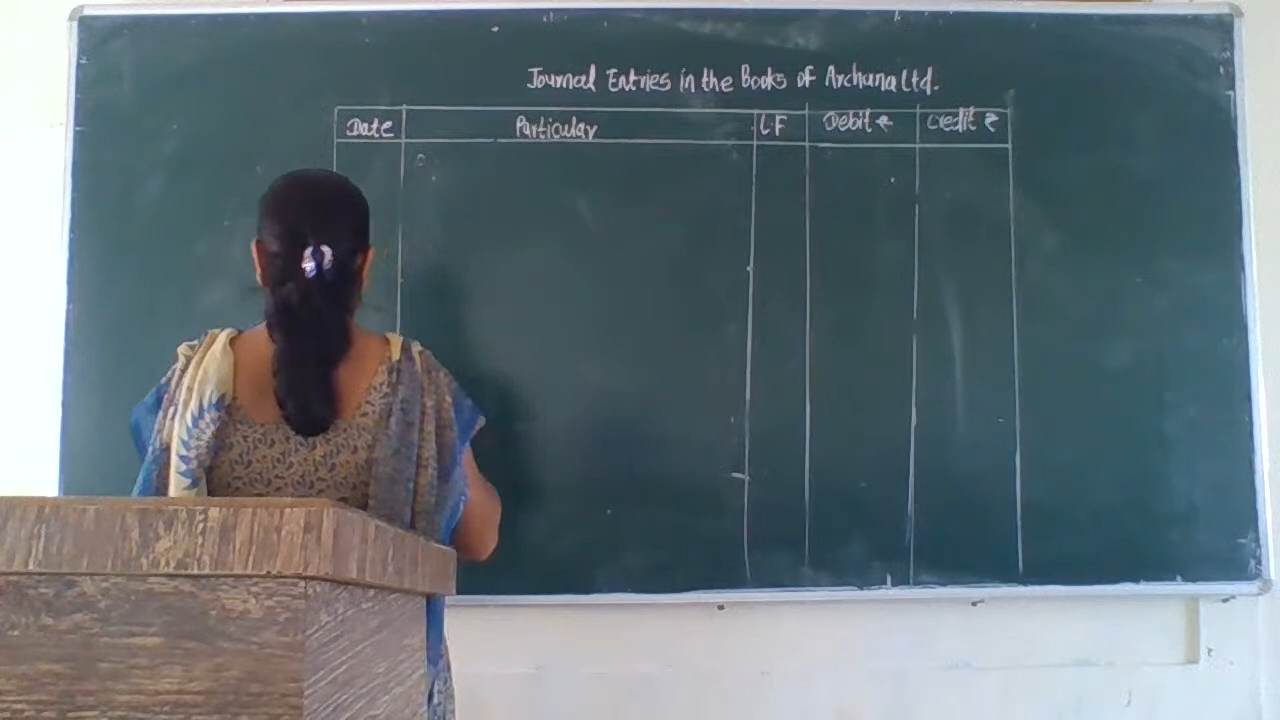 Journal Entries in the Books of Archana Ltd.
Date Particular L.F Debit ₹ Credit ₹